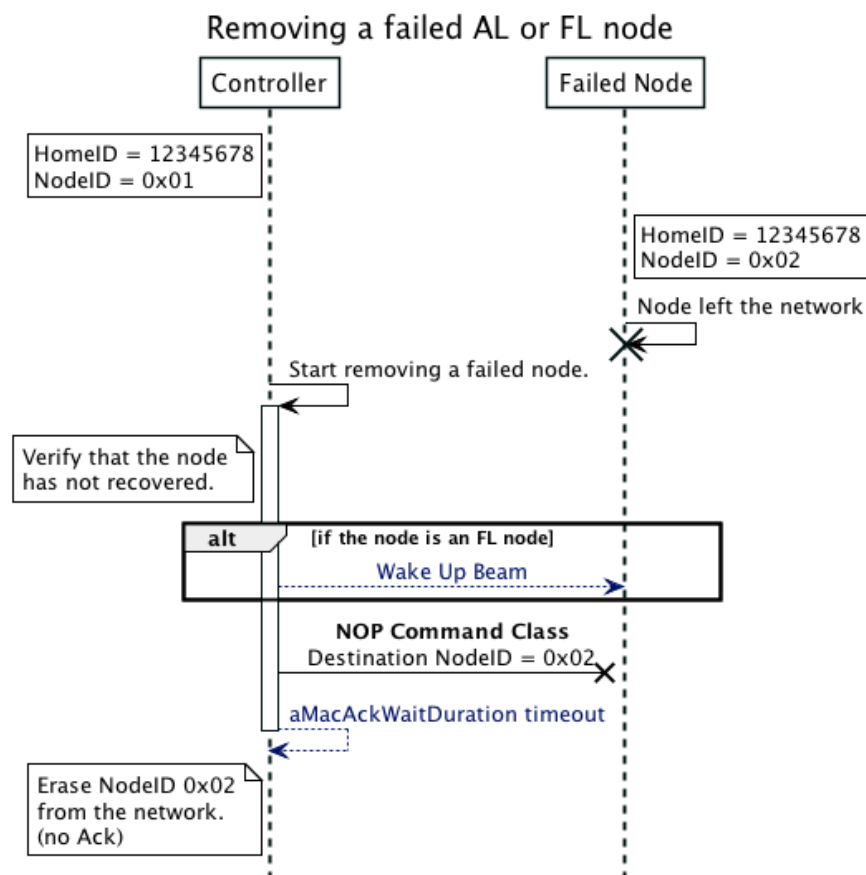 Removing a failed AL or FL node
Controller
Failed Node
HomeID = 12345678
NodeID = 0x01
HomeID = 12345678
NodeID = 0x02
Node left the network
Start removing a failed node.
Verify that the node
has not recovered.
alt
[if the node is an FL node]
Wake Up Beam
NOP Command Class
Destination NodeID = 0x02
aMacAckWaitDuration timeout
Erase NodeID 0x02
from the network.
(no Ack)